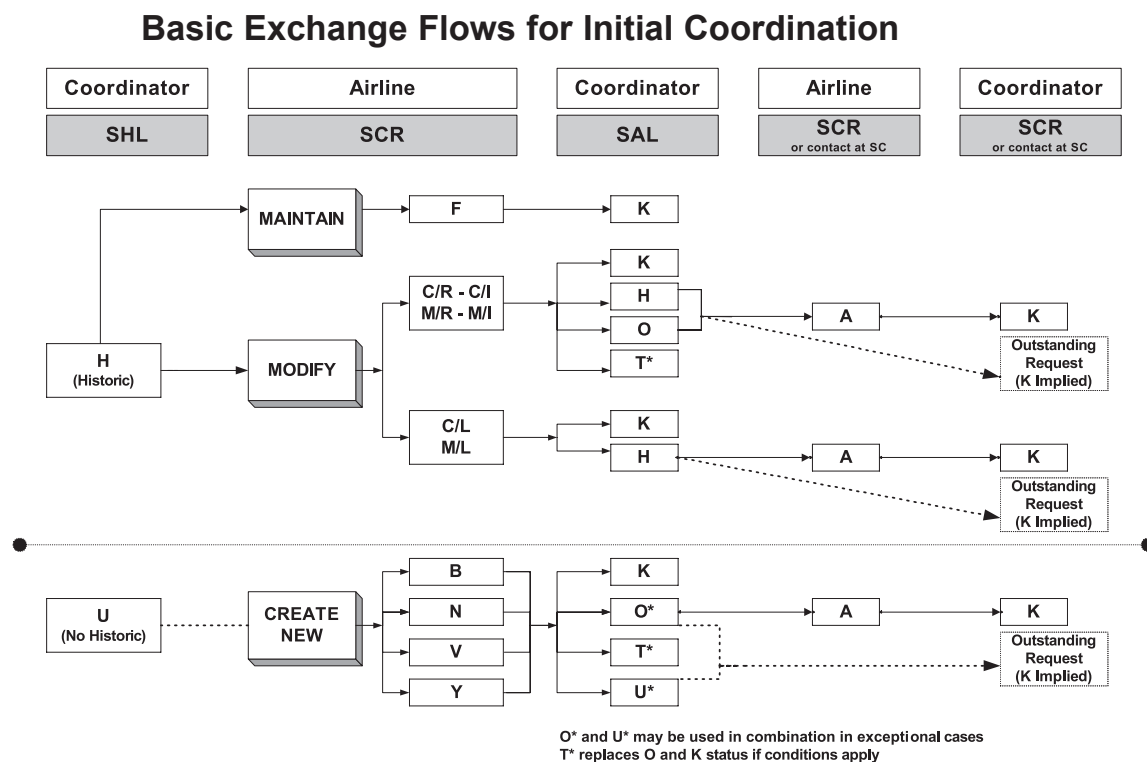 Basic Exchange Flows for Initial Coordination
Coordinator
Airline
Coordinator
Airline
Coordinator
SHL
SCR
SAL
SCR
or contact at SC
SCR
or contact at SC
MAINTAIN
F
K
H
(Historic)
MODIFY
C/R - C/I
M/R - M/I
K
H
O
T*
A
K
Outstanding
Request
(K Implied)
C/L
M/L
K
H
A
K
Outstanding
Request
(K Implied)
U
(No Historic)
CREATE
NEW
B
N
V
Y
K
O*
T*
U*
A
K
Outstanding
Request
(K Implied)
O* and U* may be used in combination in exceptional cases
T* replaces O and K status if conditions apply